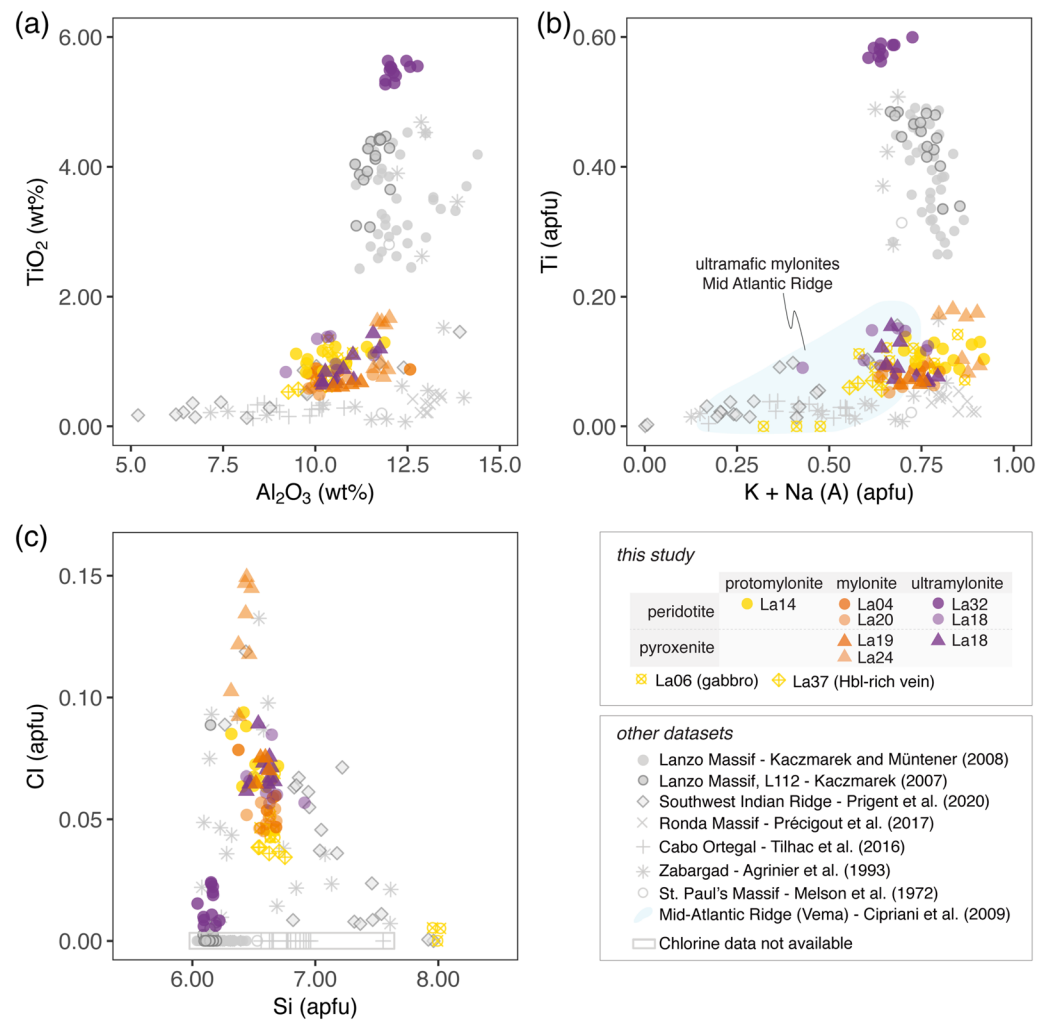 (a)
6.00
4.00
2.00
0.00
TiO2 (wt%)
5.0
7.5
10.0
12.5
15.0
Al2O3 (wt%)
(b)
0.60
0.40
0.20
0.00
Ti (apfu)
ultramafic mylonites
Mid Atlantic Ridge
0.00
0.25
0.50
0.75
1.00
K + Na (A) (apfu)
(c)
0.15
0.10
0.05
0.00
Cl (apfu)
6.00
7.00
8.00
Si (apfu)
this study
protomylonite mylonite ultramylonite
peridotite La14 La04 La32
La20 La18
pyroxenite La19 La18
La24
La06 (gabbro) La37 (Hbl-rich vein)
other datasets
Lanzo Massif - Kaczmarek and Müntener (2008)
Lanzo Massif, L112 - Kaczmarek (2007)
Southwest Indian Ridge - Prigent et al. (2020)
Ronda Massif - Précigout et al. (2017)
Cabo Ortegal - Tilhac et al. (2016)
Zabargad - Agrinier et al. (1993)
St. Paul's Massif - Melson et al. (1972)
Mid-Atlantic Ridge (Vema) - Cipriani et al. (2009)
Chlorine data not available